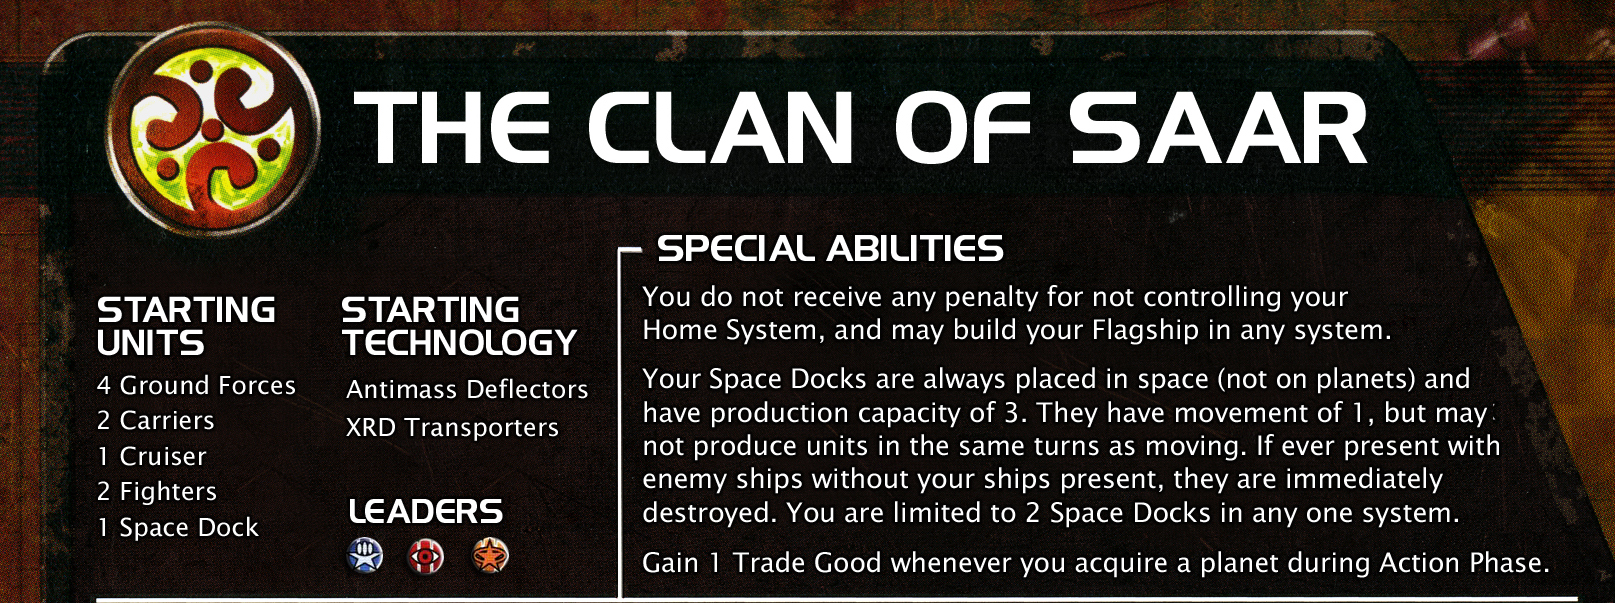 THE CLAN OF SAAR
STARTING
UNITS
4 Ground Forces
2 Carriers
1 Cruiser
2 Fighters
1 Space Dock
STARTING
TECHNOLOGY
Antimass Deflectors
XRD Transporters
LEADERS
SPECIAL ABILITIES
You do not receive any penalty for not controlling your
Home System, and may build your Flagship in any system.
Your Space Docks are always placed in space (not on planets) and
have production capacity of 3. They have movement of 1, but may
not produce units in the same turns as moving. If ever present with
enemy ships without your ships present, they are immediately
destroyed. You are limited to 2 Space Docks in any one system.
Gain 1 Trade Good whenever you acquire a planet during Action Phase.